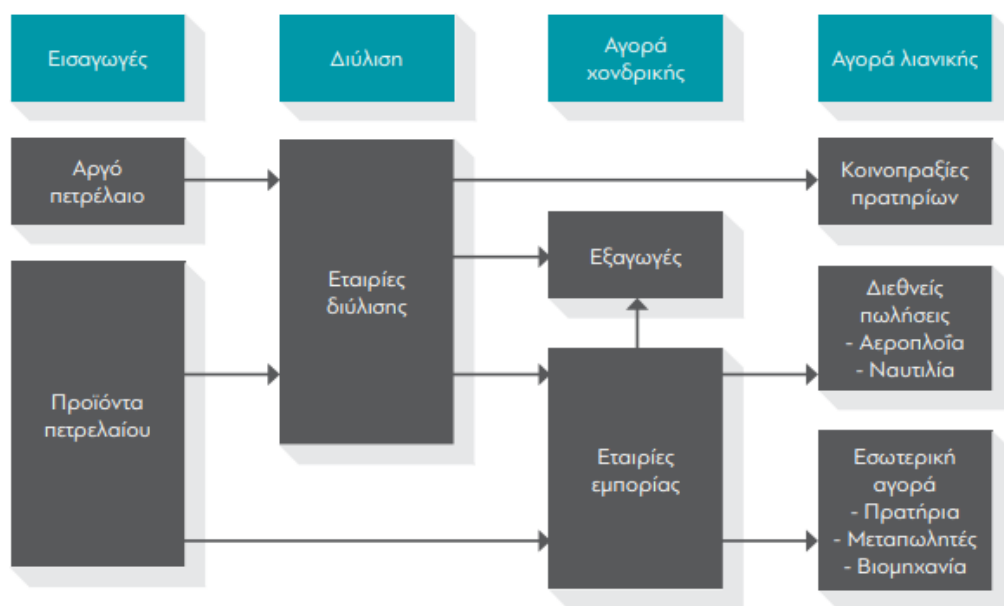 Εισαγωγές
Διύλιση
Αγορά
χονδρικής
Αγορά λιανικής
Αργό
πετρέλαιο
Εταιρίες
διύλισης
Κοινοπραξίες
πρατηρίων
Εξαγωγές
Διεθνείς
πωλήσεις
- Αεροπλοΐα
- Ναυτιλία
Προϊόντα
πετρελαίου
Εταιρίες
εμπορίας
Εσωτερική
αγορά
- Πρατήρια
- Μεταπωλητές
- Βιομηχανία